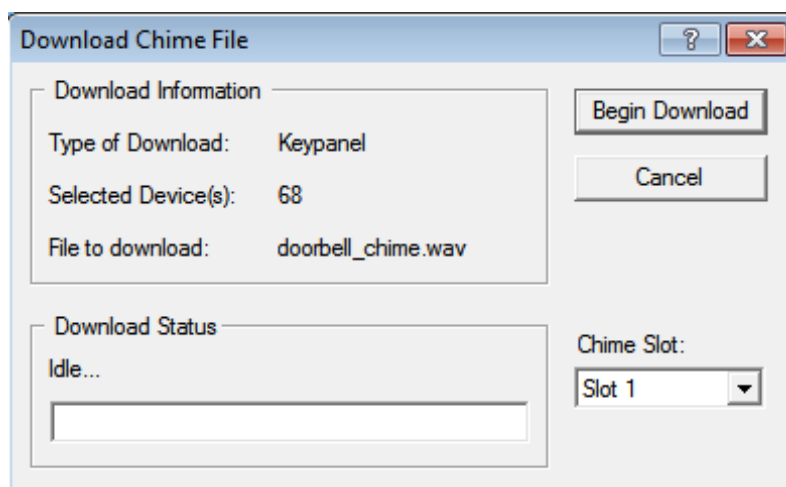 Download Chime File
Download Information
Type of Download: Keypanel
Selected Device(s): 68
File to download: doorbell_chime.wav
Begin Download
Cancel
Download Status
Idle...
Chime Slot:
Slot 1